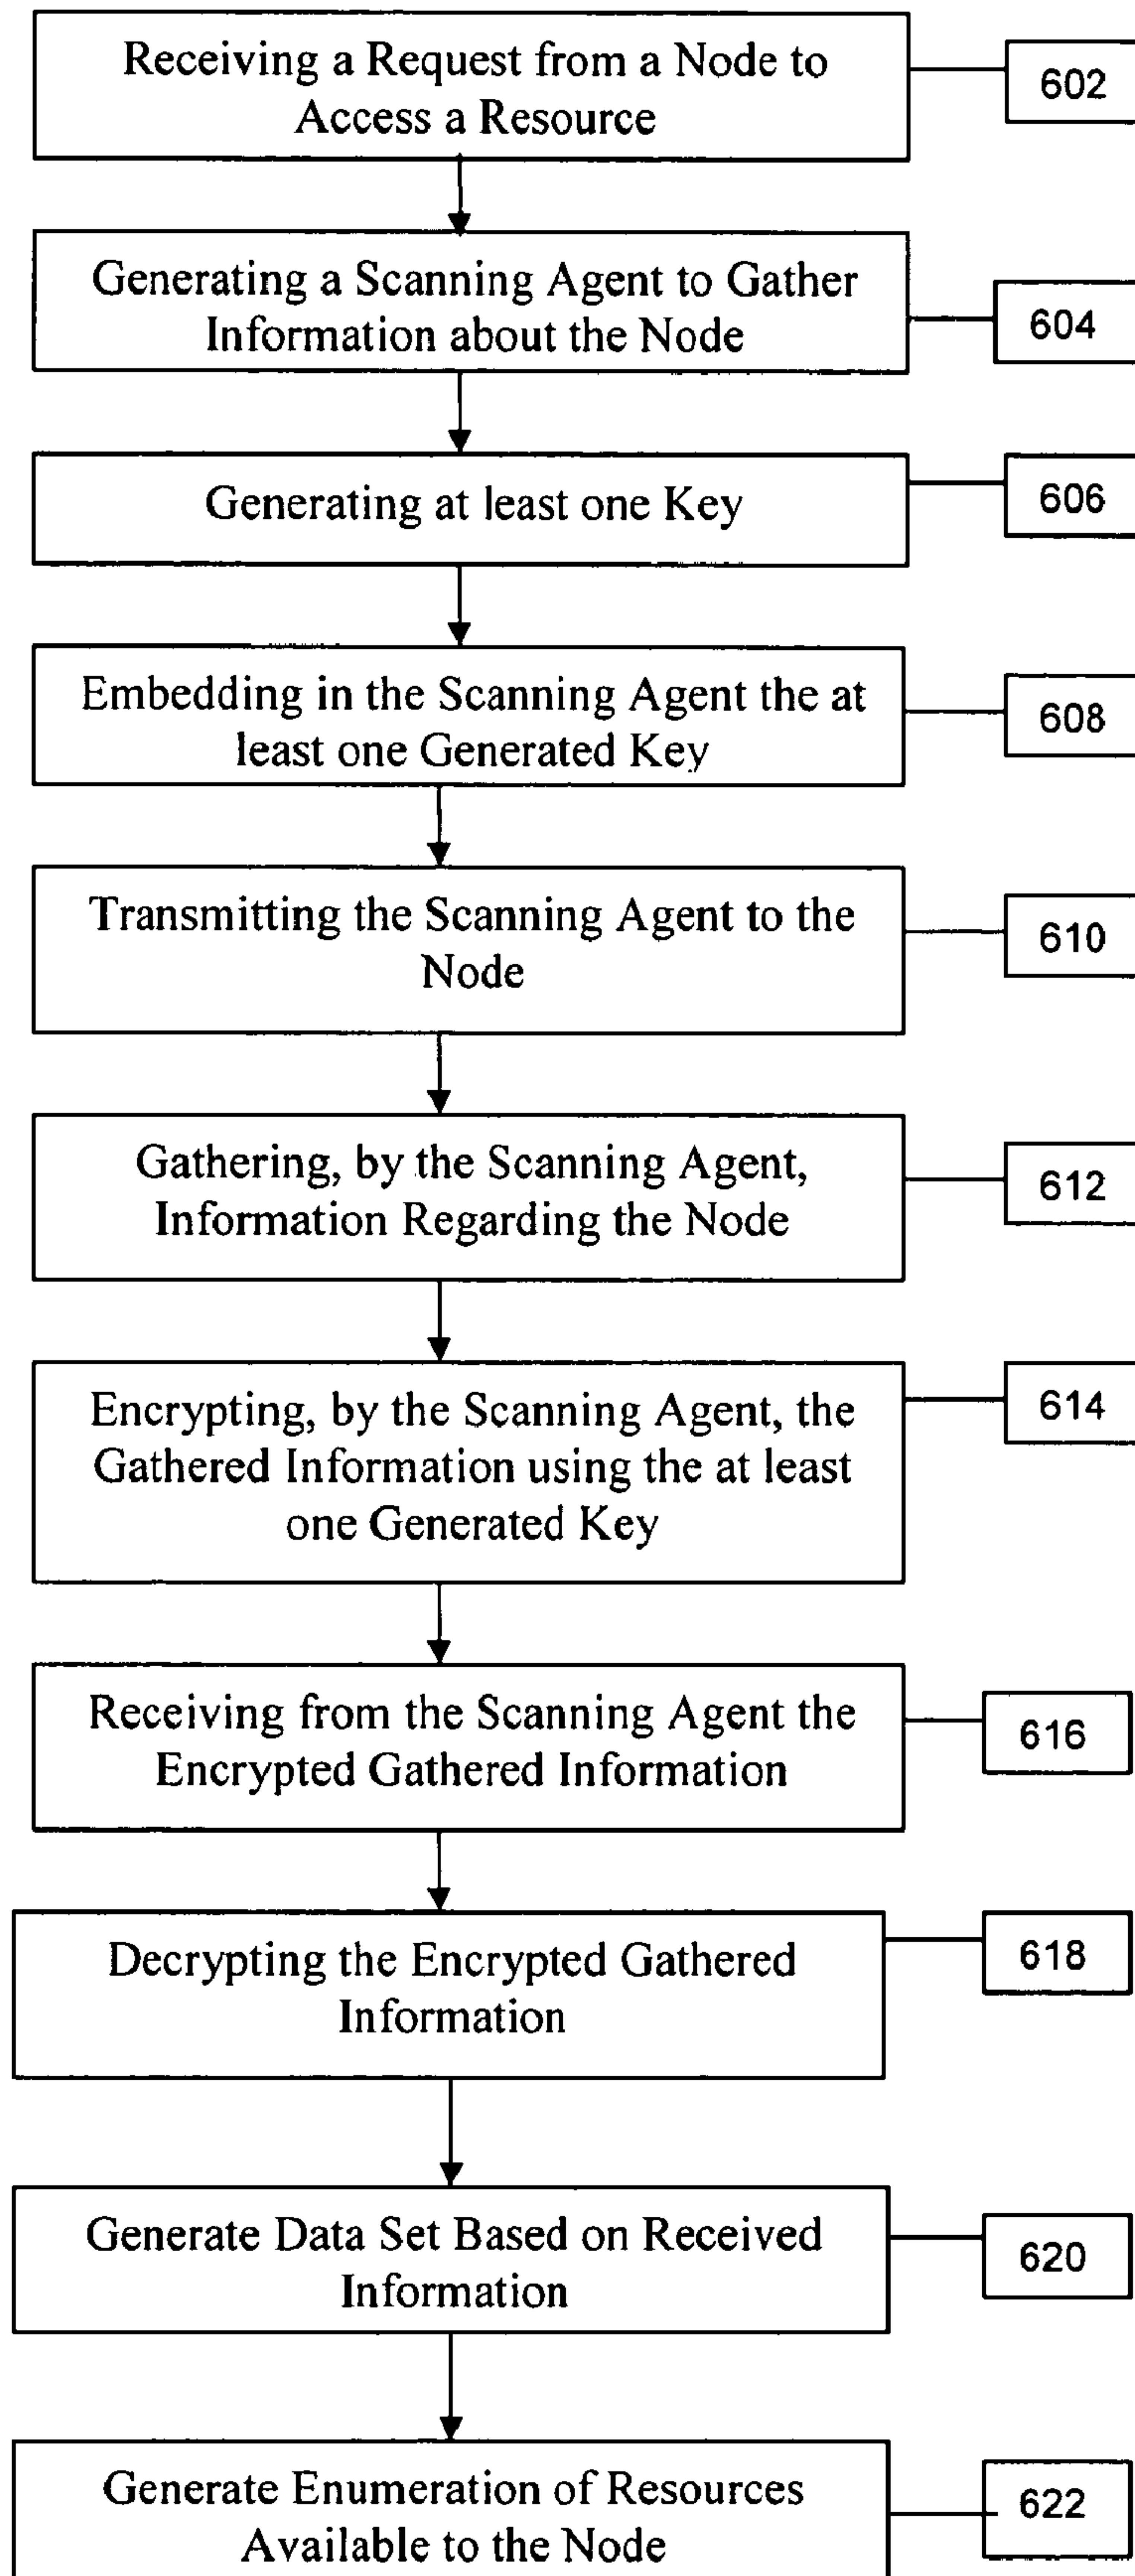 Receiving a Request from a Node to
Access a Resource
602
Generating a Scanning Agent to Gather
Information about the Node
604
Generating at least one Key
606
Embedding in the Scanning Agent the at
least one Generated Key
608
Transmitting the Scanning Agent to the
Node
610
Gathering, by the Scanning Agent,
Information Regarding the Node
612
Encrypting, by the Scanning Agent, the
Gathered Information using the at least
one Generated Key
614
Receiving from the Scanning Agent the
Encrypted Gathered Information
616
Decrypting the Encrypted Gathered
Information
618
Generate Data Set Based on Received
Information
620
Generate Enumeration of Resources
Available to the Node
622